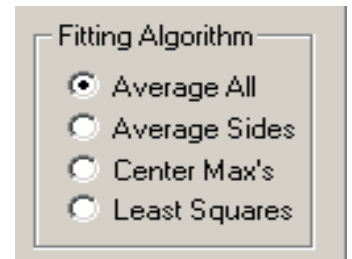 Fitting Algorithm
Average All
Average Sides
Center Max's
Least Squares